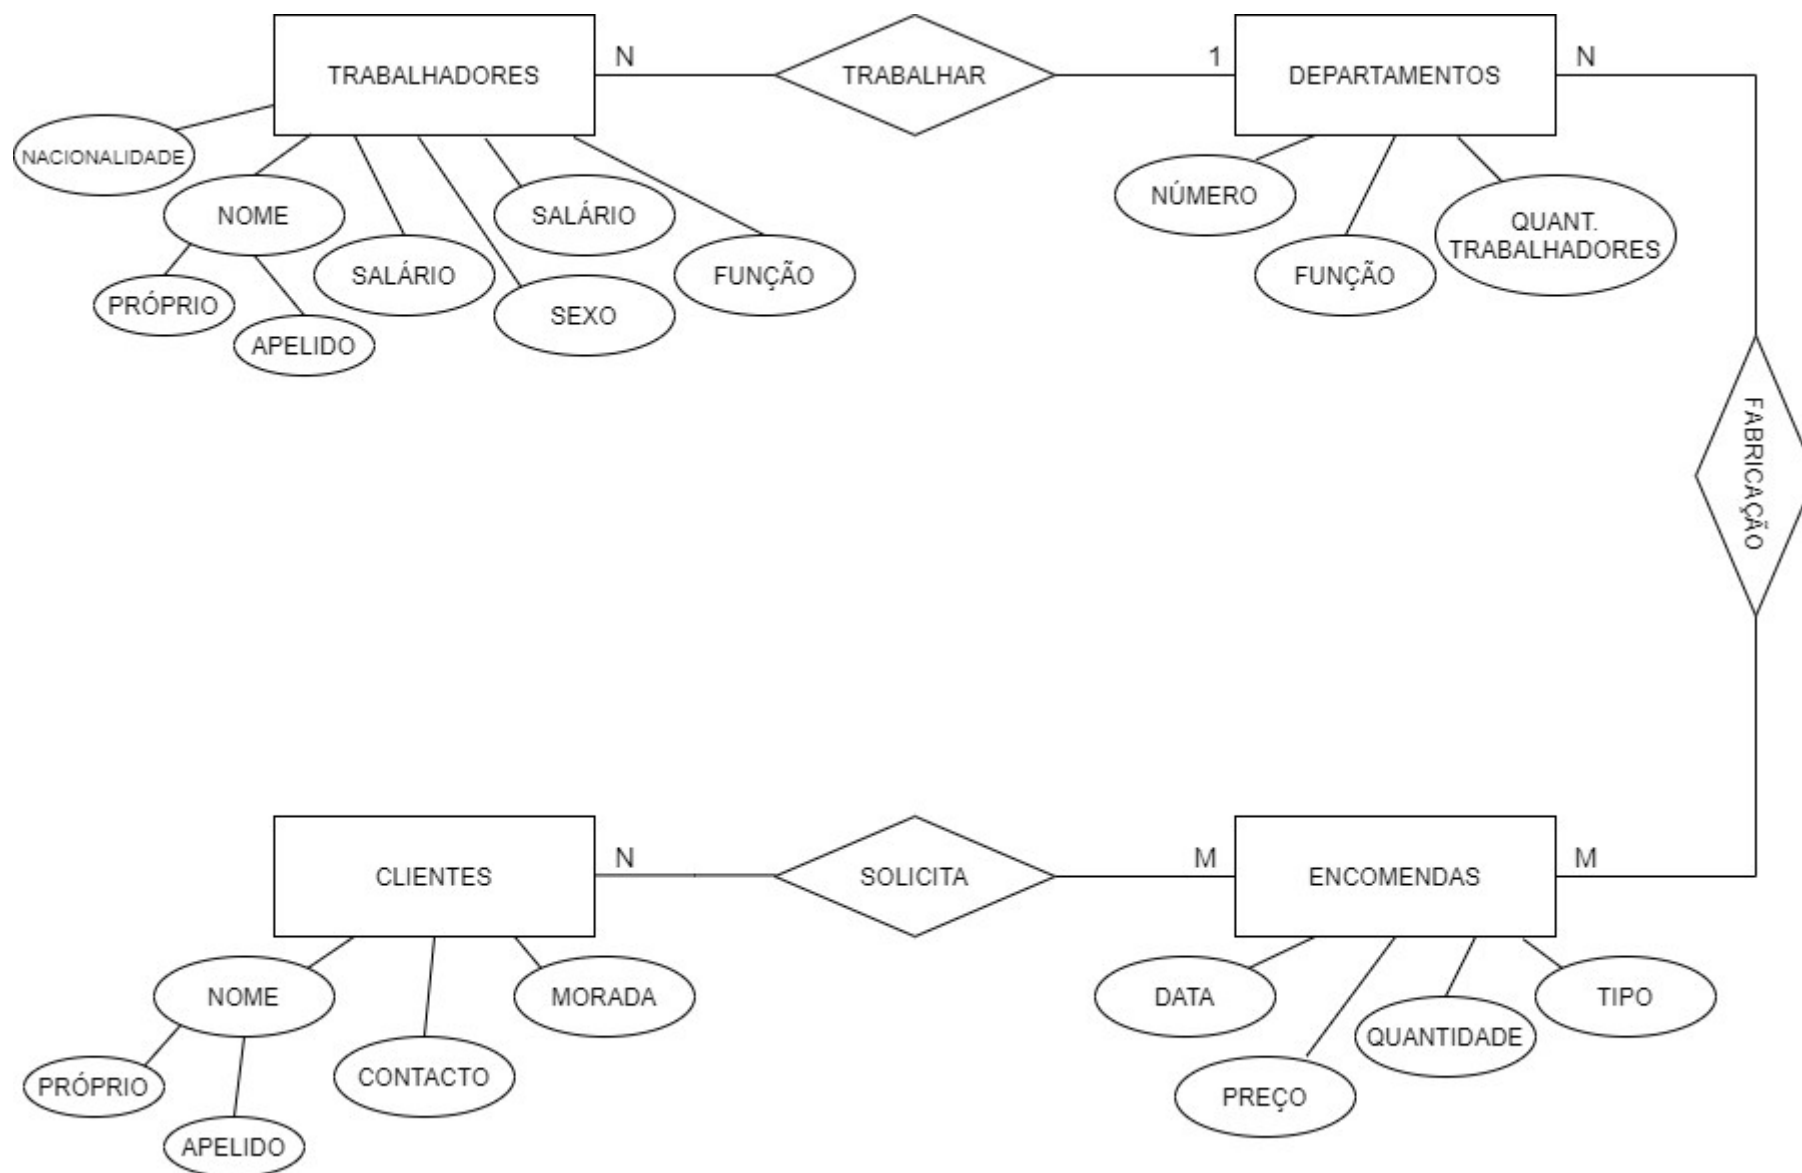 TRABALHADORES
N
TRABALHAR
1
DEPARTAMENTOS
N
NACIONALIDADE
NOME
SALÁRIO
SALÁRIO
SEXO
FUNÇÃO
PRÓPRIO
APELIDO
NÚMERO
FUNÇÃO
QUANT.
TRABALHADORES
FABRICAÇÃO
CLIENTES
N
SOLICITA
M
ENCOMENDAS
M
NOME
MORADA
CONTACTO
PRÓPRIO
APELIDO
DATA
PREÇO
QUANTIDADE
TIPO